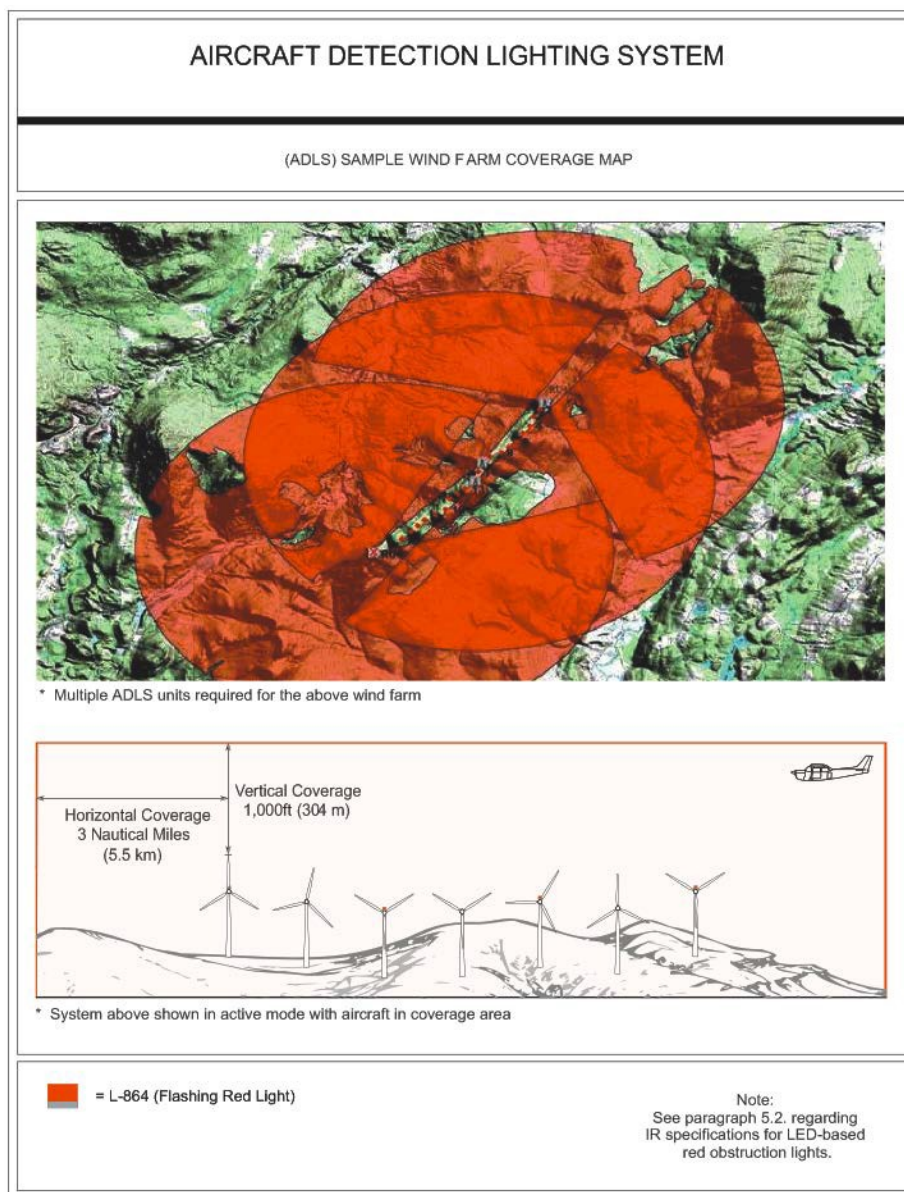 AIRCRAFT DETECTION LIGHTING SYSTEM
(ADLS) SAMPLE WIND FARM COVERAGE MAP
* Multiple ADLS units required for the above wind farm
Vertical Coverage
1,000ft (304 m)
Horizontal Coverage
3 Nautical Miles
(5.5 km)
* System above shown in active mode with aircraft in coverage area
= L-864 (Flashing Red Light)
Note:
See paragraph 5.2. regarding
IR specifications for LED-based
red obstruction lights.